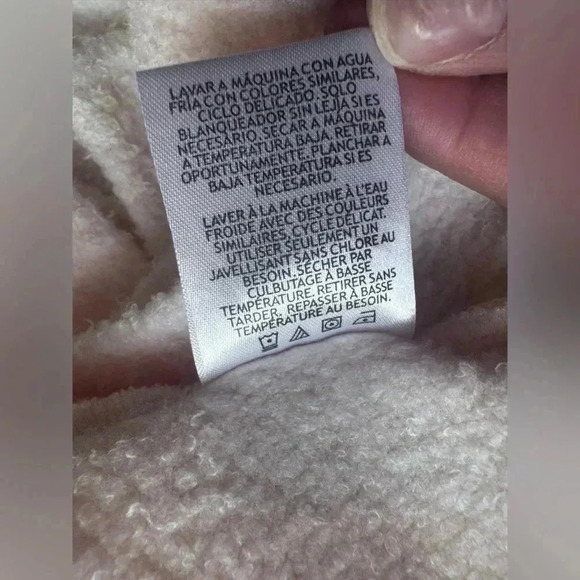 LAVAR A MÁQUINA CON AGUA
FRÍA CON COLORES SIMILARES,
CICLO DELICADO. SOLO
BLANQUEADOR SIN LEJÍA SI ES
NECESARIO. SECAR A MÁQUINA
A TEMPERATURA BAJA. RETIRAR
OPORTUNAMENTE. PLANCHAR A
BAJA TEMPERATURA SI ES
NECESARIO.
LAVER À LA MACHINE À L'EAU
FROIDE AVEC DES COULEURS
SIMILAIRES, CYCLE DÉLICAT.
UTILISER SEULEMENT UN
JAVELLISANT SANS CHLORE AU
BESOIN. SÉCHER PAR
CULBUTAGE À BASSE
TEMPÉRATURE. RETIRER SANS
TARDER. REPASSER À BASSE
TEMPÉRATURE AU BESOIN.